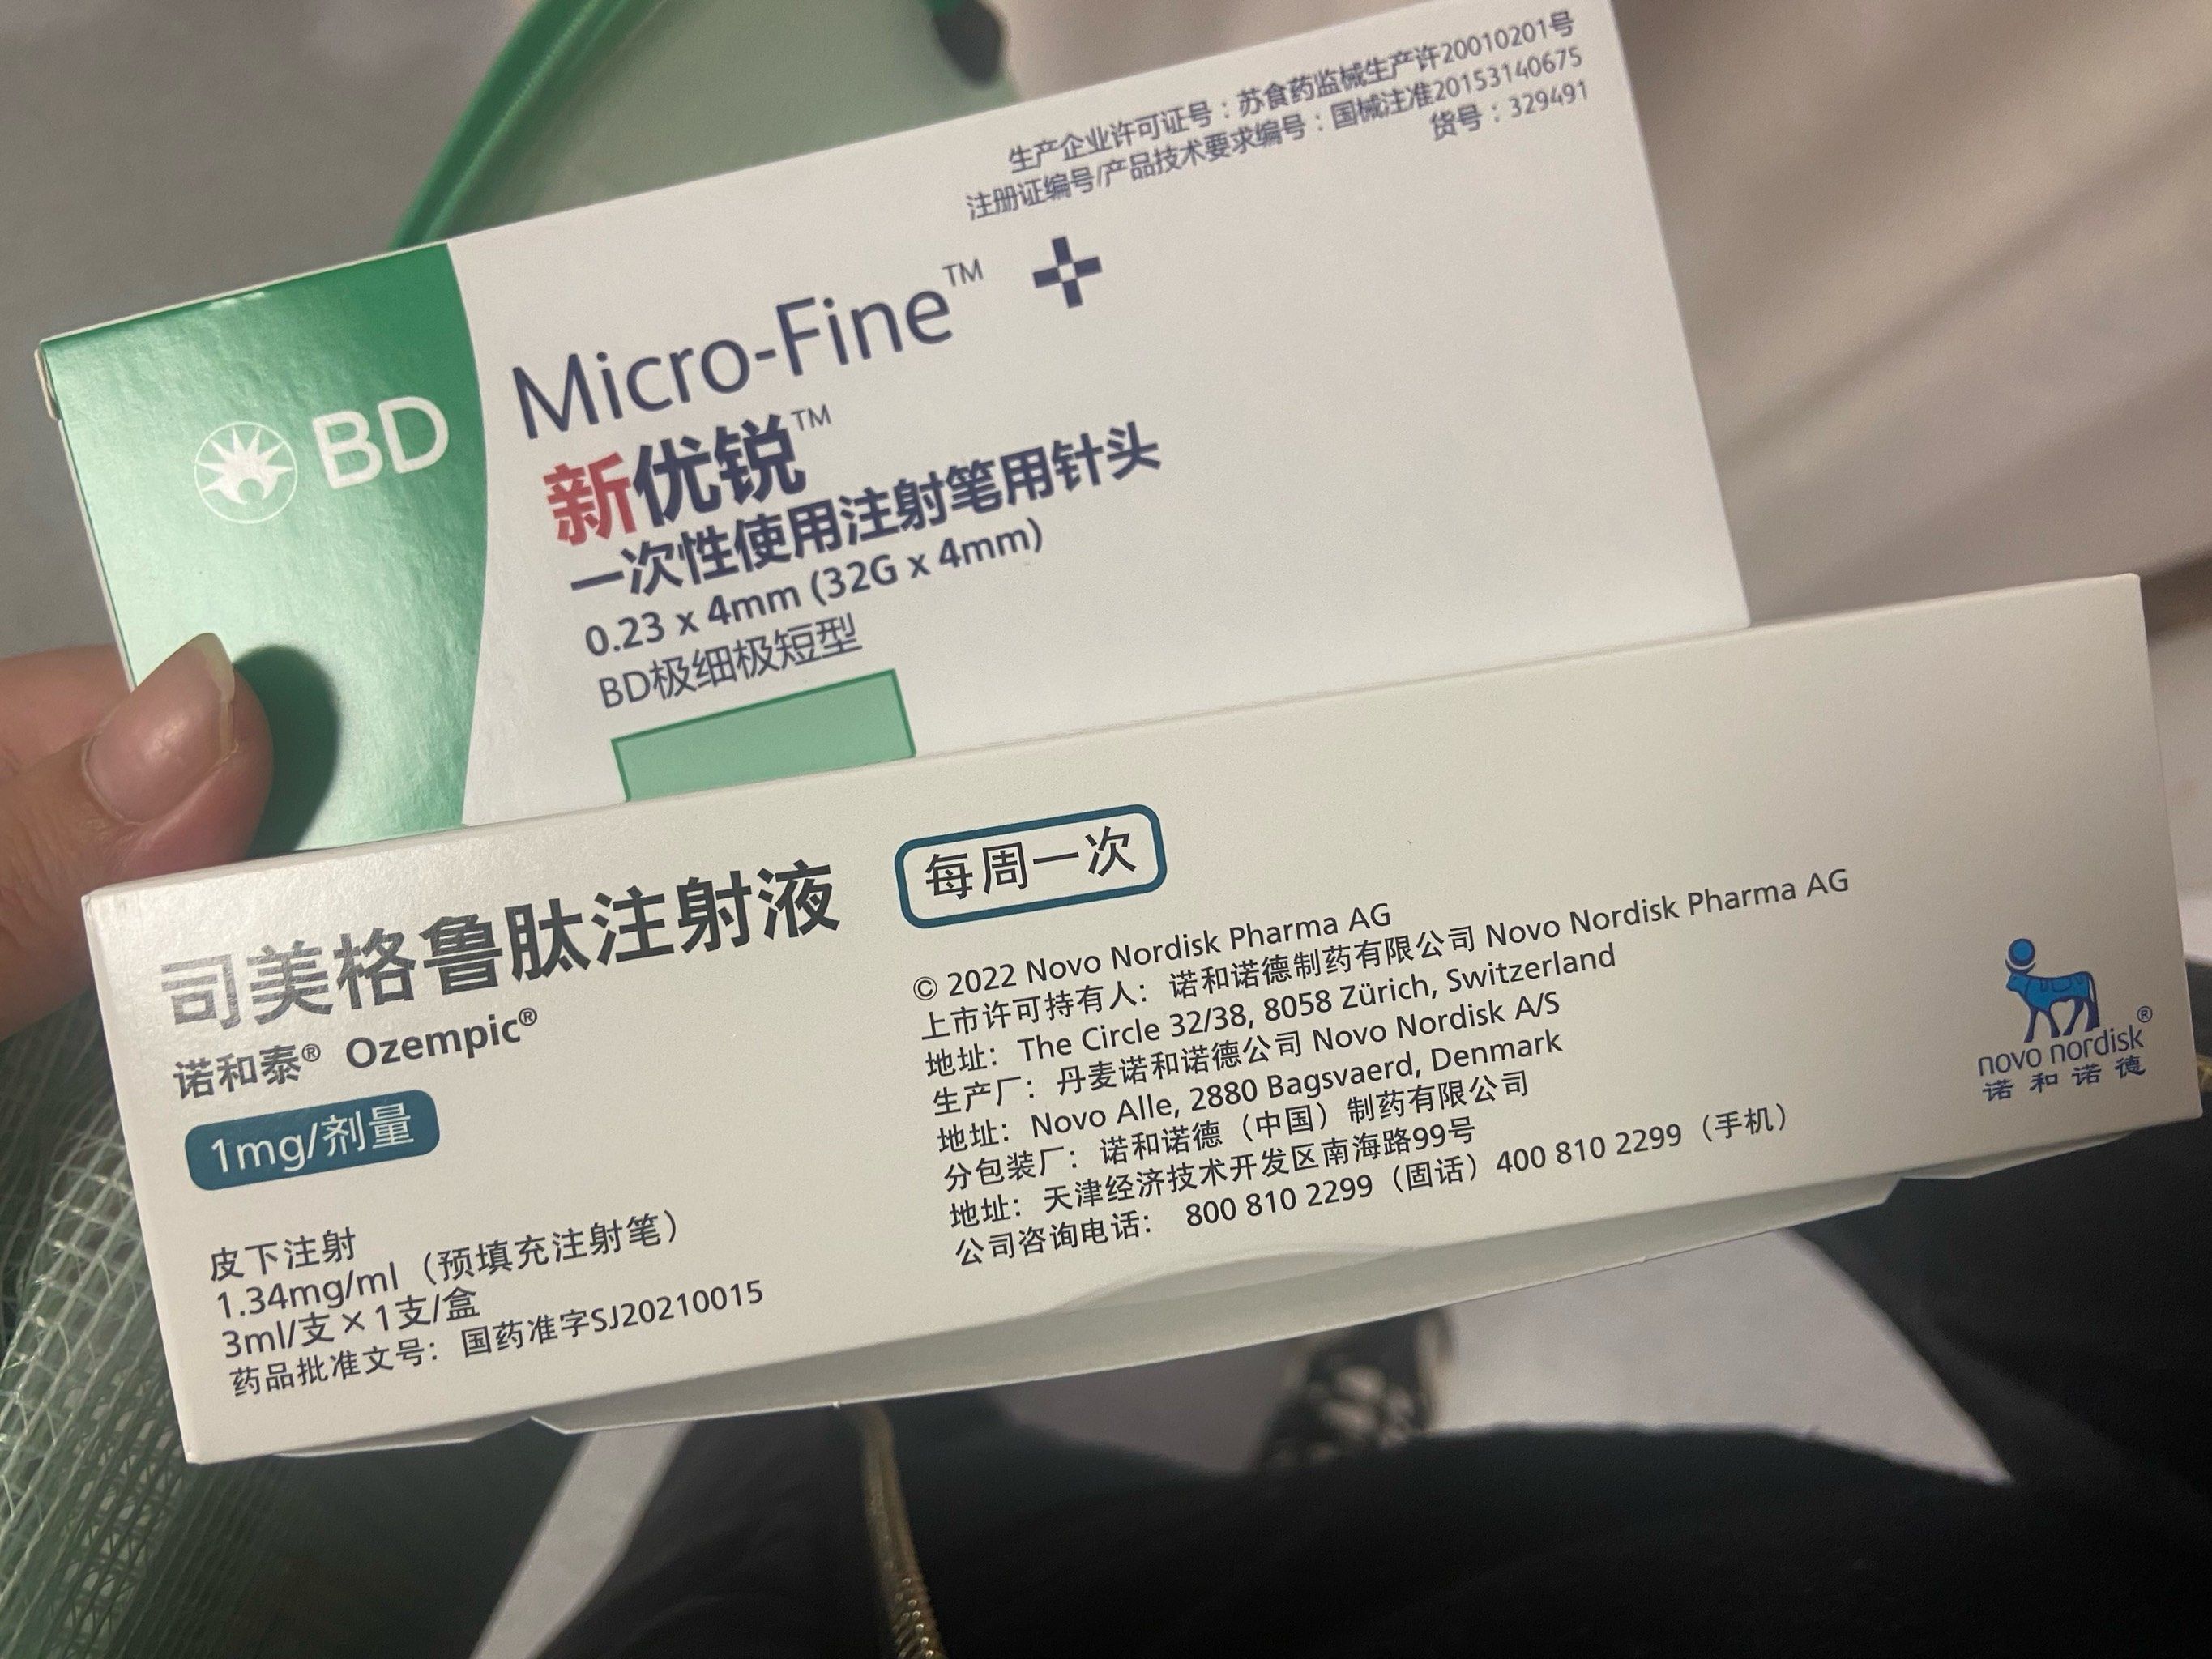 生产企业许可证号：苏食药监械生产许20010201号
注册证编号/产品技术要求编号：国械注准20153140675
货号：329491
BD
Micro-Fine™
新优锐™
一次性使用注射笔用针头
0.23 x 4mm (32G x 4mm)
BD极细极短型
司美格鲁肽注射液
每周一次
诺和泰® Ozempic®
1mg/剂量
皮下注射
1.34mg/ml（预填充注射笔）
3ml/支×1支/盒
药品批准文号：国药准字SJ20210015
© 2022 Novo Nordisk Pharma AG
上市许可持有人：诺和诺德制药有限公司 Novo Nordisk Pharma AG
地址：The Circle 32/38, 8058 Zürich, Switzerland
生产厂：丹麦诺和诺德公司 Novo Nordisk A/S
地址：Novo Alle, 2880 Bagsvaerd, Denmark
分包装厂：诺和诺德（中国）制药有限公司
地址：天津经济技术开发区南海路99号
公司咨询电话： 800 810 2299（固话）400 810 2299（手机）
novo nordisk®
诺和诺德